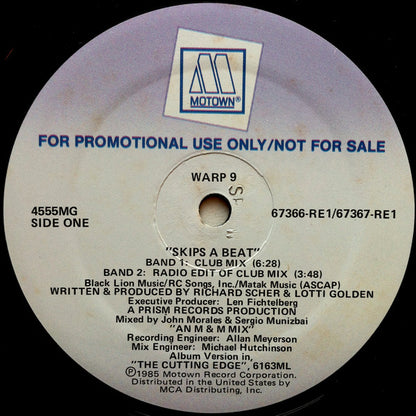 MOTOWN®
FOR PROMOTIONAL USE ONLY/NOT FOR SALE
WARP 9
4555MG
SIDE ONE
67366-RE1/67367-RE1
"SKIPS A BEAT"
BAND 1: CLUB MIX (6:28)
BAND 2: RADIO EDIT OF CLUB MIX (3:48)
Black Lion Music/RC Songs, Inc./Matak Music (ASCAP)
WRITTEN & PRODUCED BY RICHARD SCHER & LOTTI GOLDEN
Executive Producer: Len Fichtelberg
A PRISM RECORDS PRODUCTION
Mixed by John Morales & Sergio Munizbai
"AN M & M MIX"
Recording Engineer: Allan Meyerson
Mix Engineer: Michael Hutchinson
Album Version in,
"THE CUTTING EDGE", 6163ML
℗1985 Motown Record Corporation.
Distributed in the United States by
MCA Distributing, Inc.